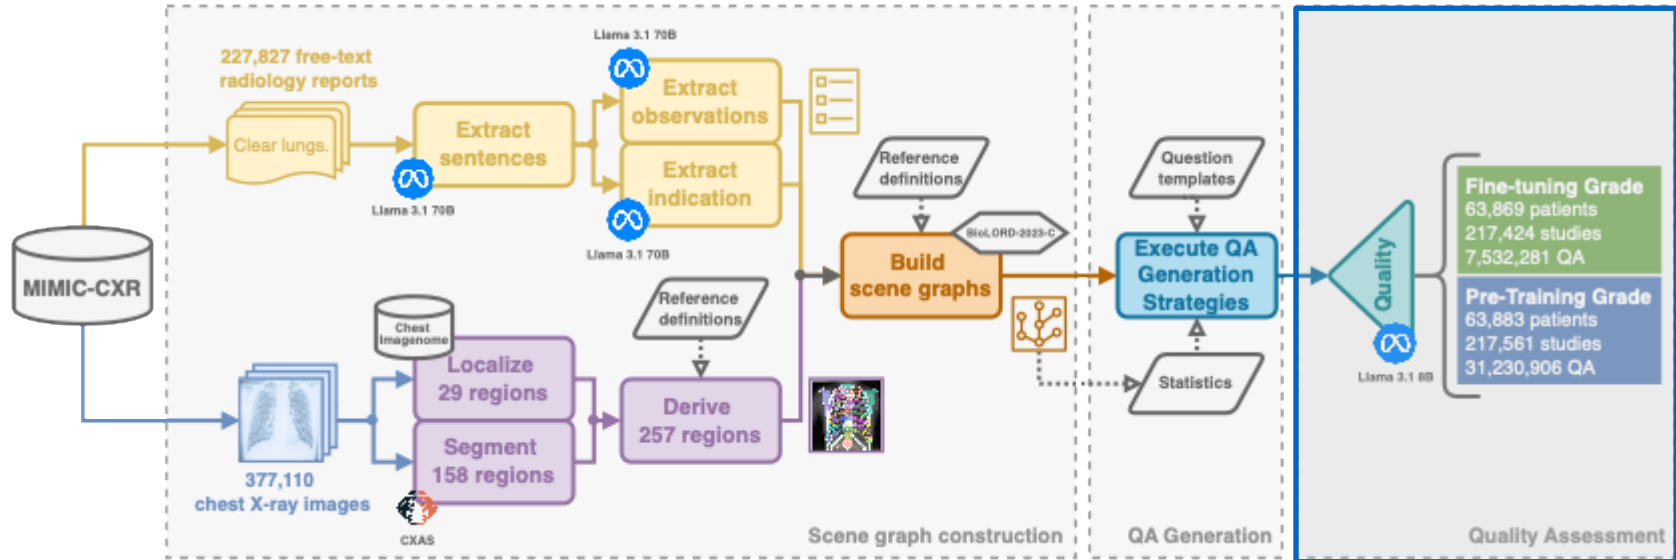 MIMIC-CXR
227,827 free-text
radiology reports
Clear lungs.
Extract
sentences
Llama 3.1 70B
Llama 3.1 70B
Extract
observations
Extract
indication
Llama 3.1 70B
377,110
chest X-ray images
Chest
Imagenome
Localize
29 regions
Segment
158 regions
CXAS
Reference
definitions
Derive
257 regions
Reference
definitions
BioLORD-2023-C
Build
scene graphs
Scene graph construction
Question
templates
Execute QA
Generation
Strategies
Statistics
QA Generation
Quality
Llama 3.1 8B
Fine-tuning Grade
63,869 patients
217,424 studies
7,532,281 QA
Pre-Training Grade
63,883 patients
217,561 studies
31,230,906 QA
Quality Assessment